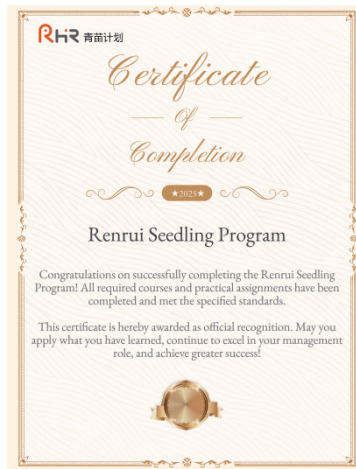 RHR 青苗计划
Certificate
Of
Completion
★2025★
Renrui Seedling Program
Congratulations on successfully completing the Renrui Seedling
Program! All required courses and practical assignments have been
completed and met the specified standards.
This certificate is hereby awarded as official recognition. May you
apply what you have learned, continue to excel in your management
role, and achieve greater success!